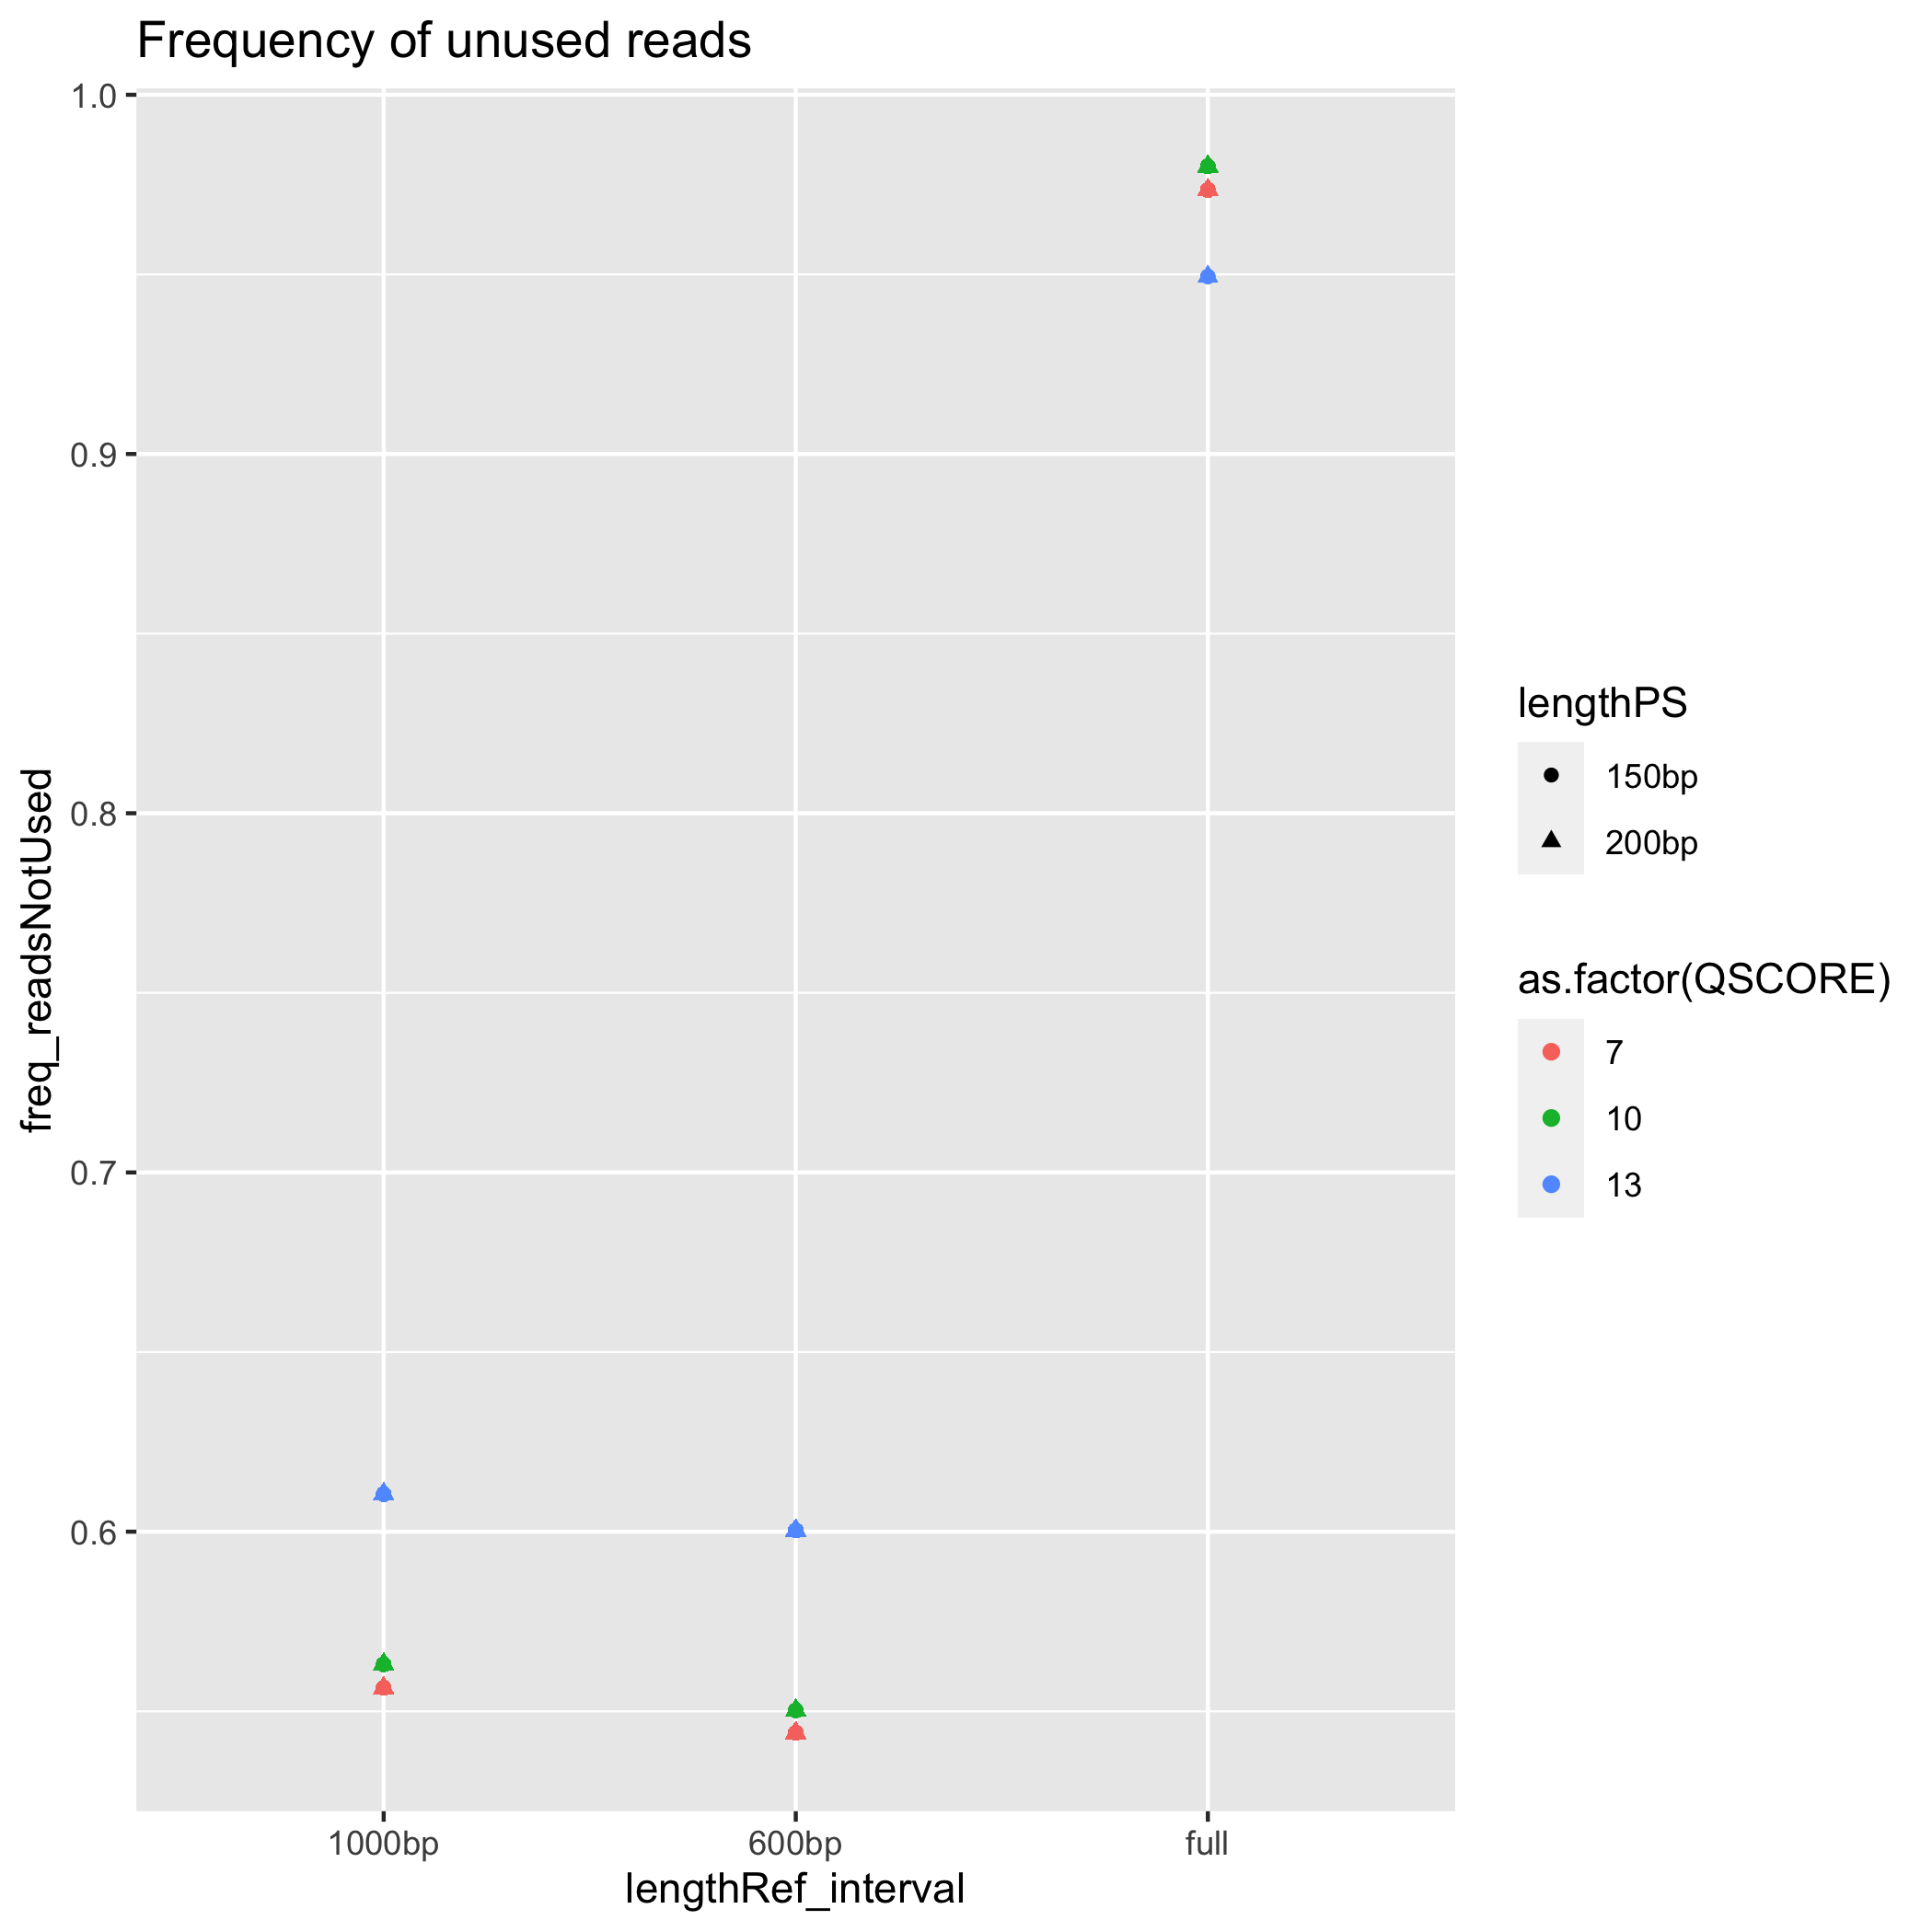 Frequency of unused reads
1.0
0.9
0.8
0.7
0.6
freq_readsNotUsed
1000bp
600bp
full
lengthRef_interval
lengthPS
150bp
200bp
as.factor(QSCORE)
7
10
13